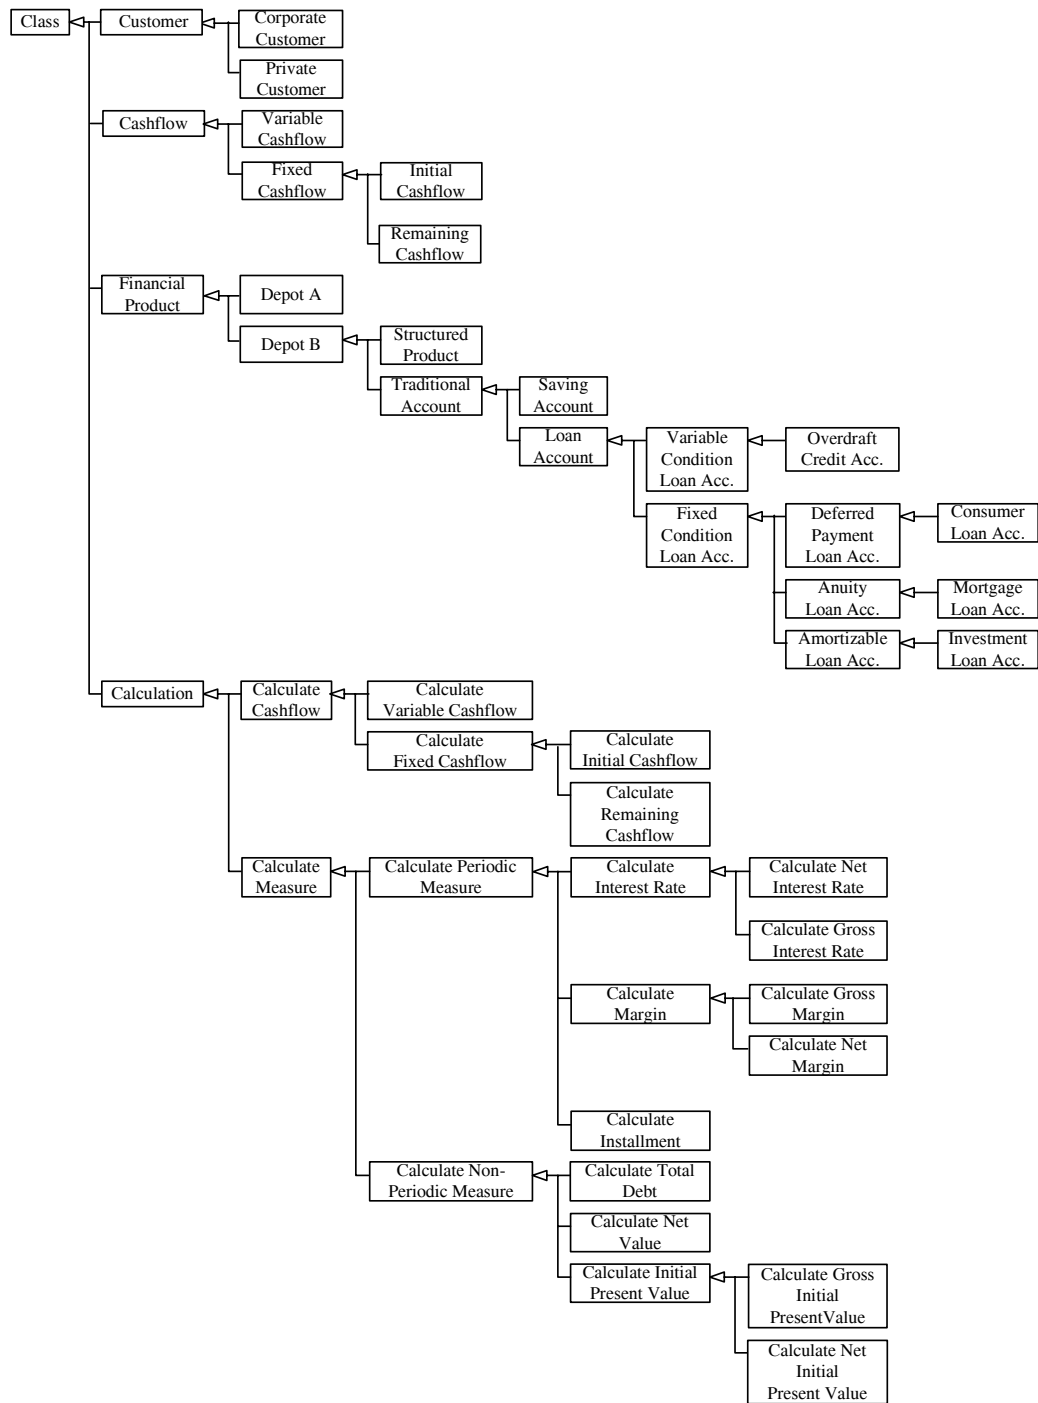 Class
Customer
Corporate
Customer
Private
Customer
Cashflow
Variable
Cashflow
Fixed
Cashflow
Initial
Cashflow
Remaining
Cashflow
Financial
Product
Depot A
Depot B
Structured
Product
Traditional
Account
Saving
Account
Loan
Account
Variable
Condition
Loan Acc.
Overdraft
Credit Acc.
Fixed
Condition
Loan Acc.
Deferred
Payment
Loan Acc.
Consumer
Loan Acc.
Anuity
Loan Acc.
Mortgage
Loan Acc.
Amortizable
Loan Acc.
Investment
Loan Acc.
Calculation
Calculate
Cashflow
Calculate
Variable Cashflow
Calculate
Fixed Cashflow
Calculate
Initial Cashflow
Calculate
Remaining
Cashflow
Calculate
Measure
Calculate Periodic
Measure
Calculate
Interest Rate
Calculate Net
Interest Rate
Calculate Gross
Interest Rate
Calculate
Margin
Calculate Gross
Margin
Calculate Net
Margin
Calculate
Installment
Calculate Non-
Periodic Measure
Calculate Total
Debt
Calculate Net
Value
Calculate Initial
Present Value
Calculate Gross
Initial
PresentValue
Calculate Net
Initial
Present Value